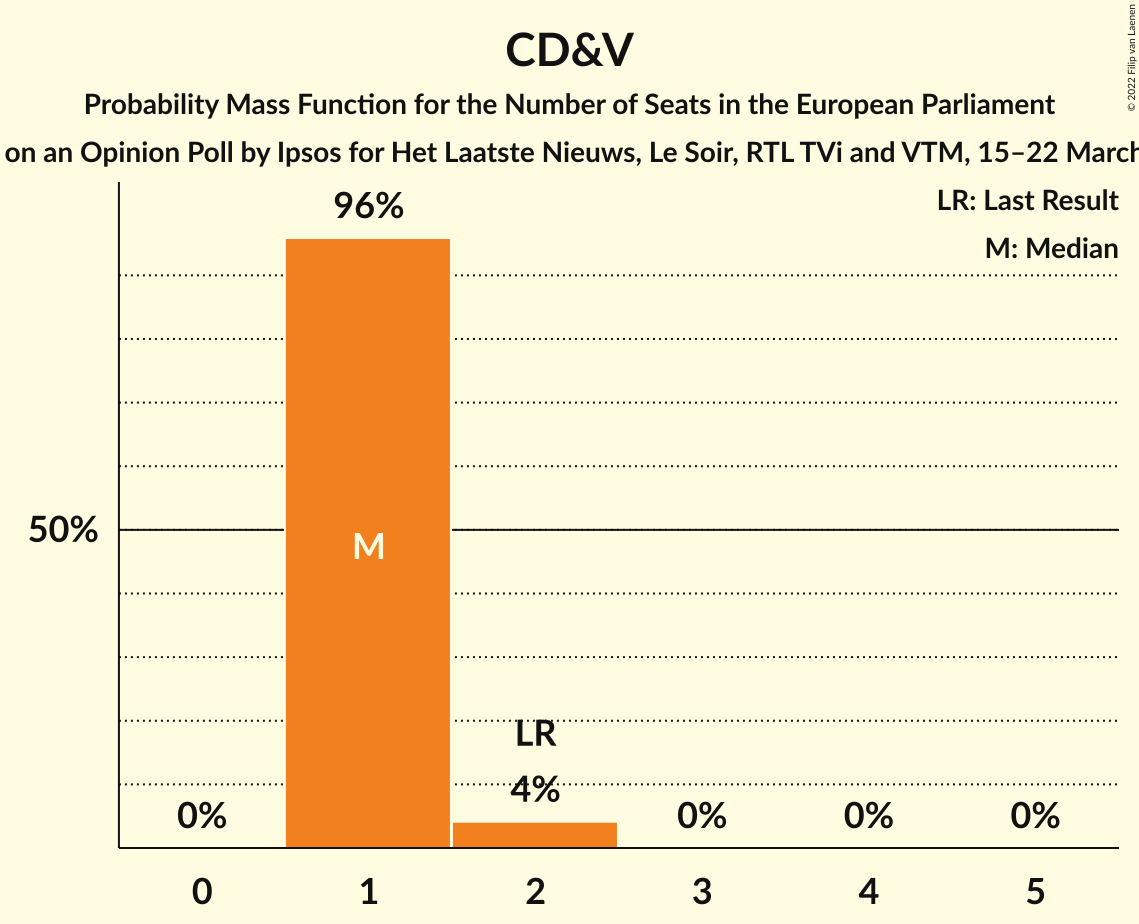 CD&V
Probability Mass Function for the Number of Seats in the European Parliament
on an Opinion Poll by Ipsos for Het Laatste Nieuws, Le Soir, RTL TVi and VTM, 15–22 March
© 2022 Filip van Laenen
LR: Last Result
M: Median
96%
50%
M
LR
4%
0%
0%
0%
0%
0 1 2 3 4 5